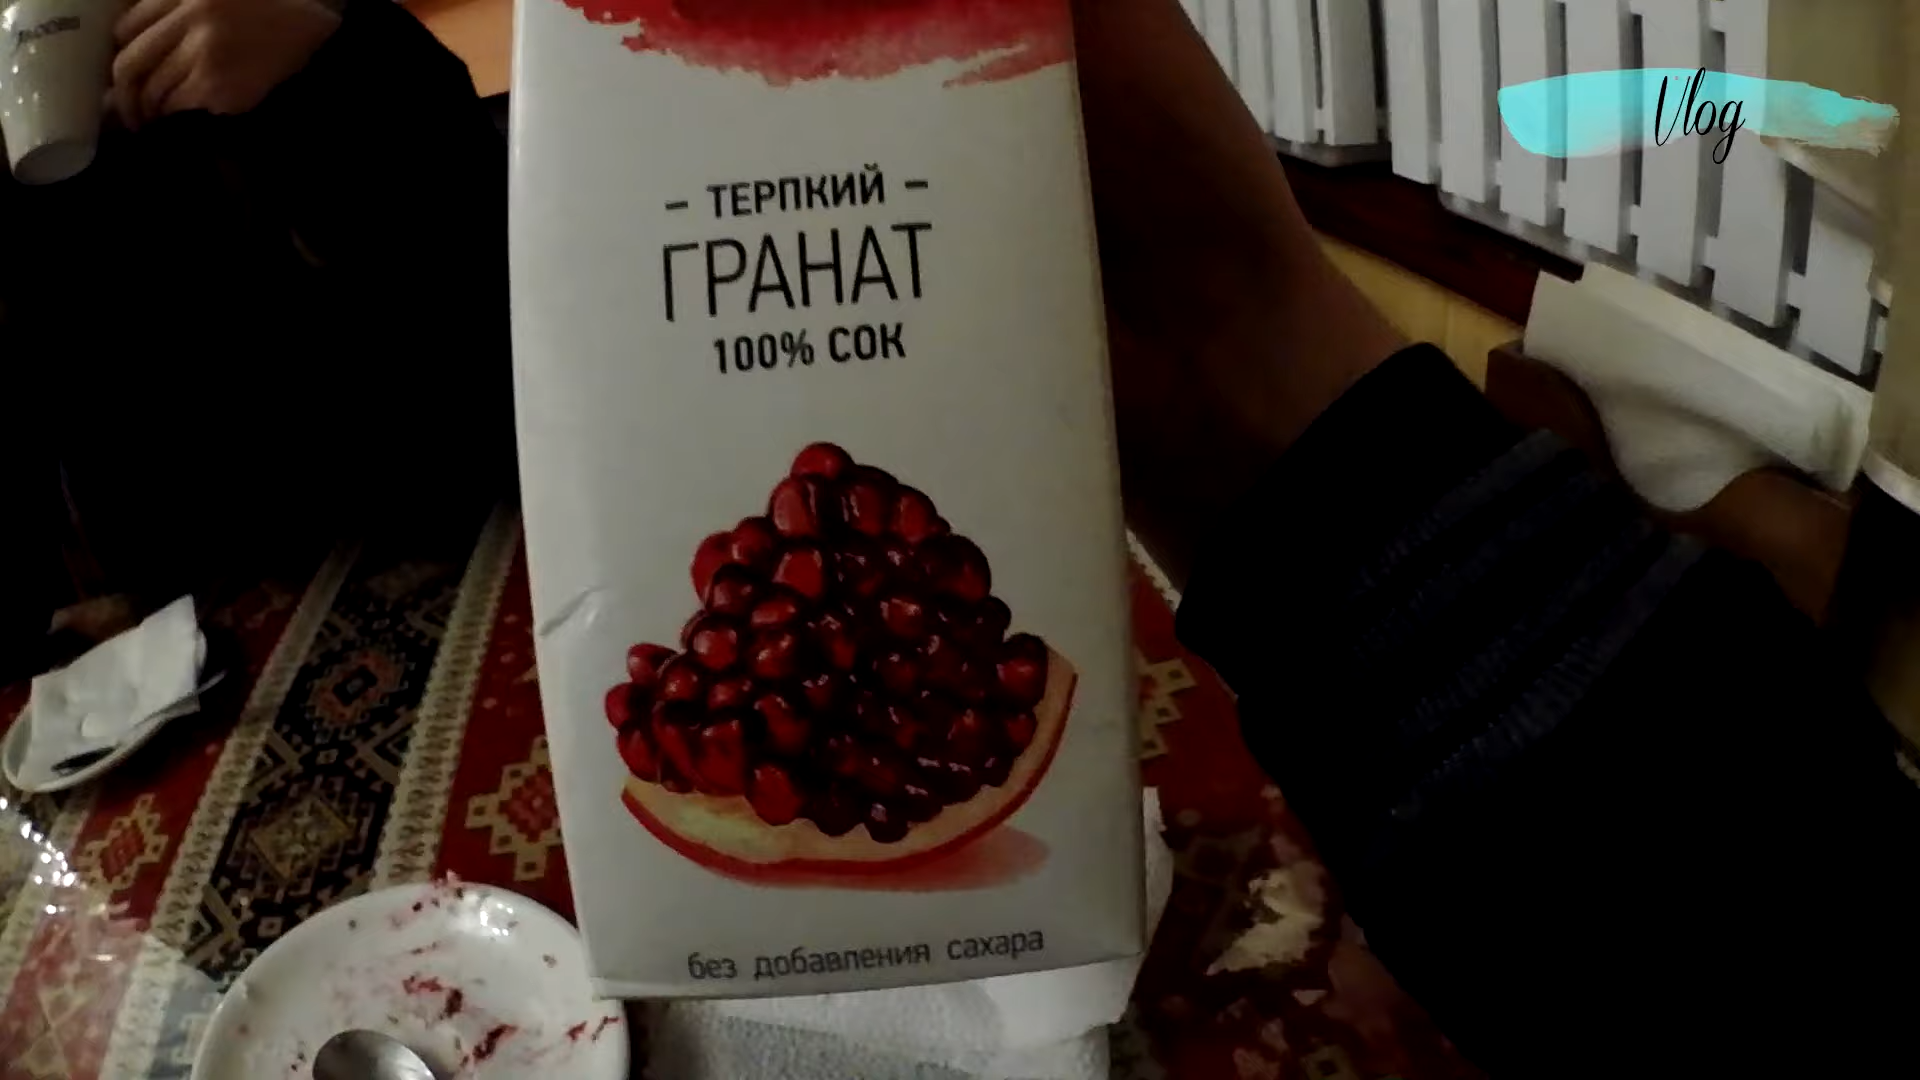 Vlog
– ТЕРПКИЙ –
ГРАНАТ
100% СОК
без добавления сахара